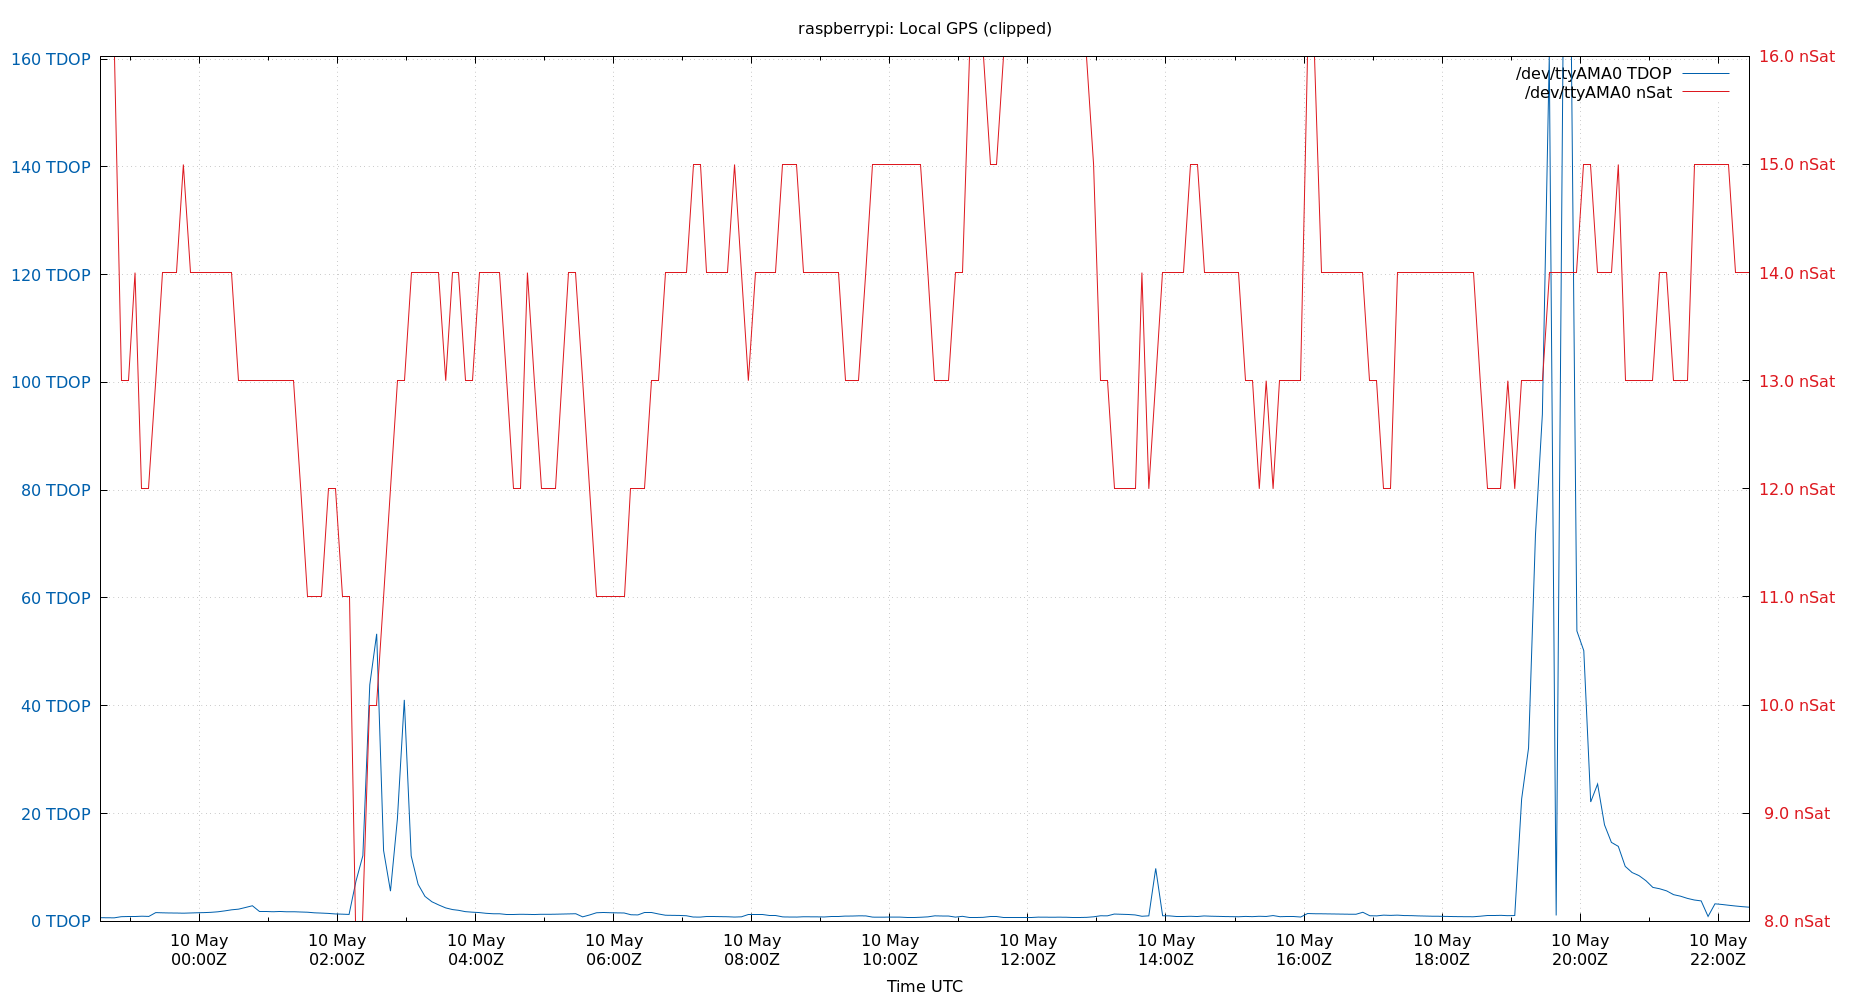 raspberrypi: Local GPS (clipped)
160 TDOP
140 TDOP
120 TDOP
100 TDOP
80 TDOP
60 TDOP
40 TDOP
20 TDOP
0 TDOP
16.0 nSat
15.0 nSat
14.0 nSat
13.0 nSat
12.0 nSat
11.0 nSat
10.0 nSat
9.0 nSat
8.0 nSat
/dev/ttyAMA0 TDOP
/dev/ttyAMA0 nSat
10 May 10 May 10 May 10 May 10 May 10 May 10 May 10 May 10 May 10 May 10 May 10 May
00:00Z 02:00Z 04:00Z 06:00Z 08:00Z 10:00Z 12:00Z 14:00Z 16:00Z 18:00Z 20:00Z 22:00Z
Time UTC